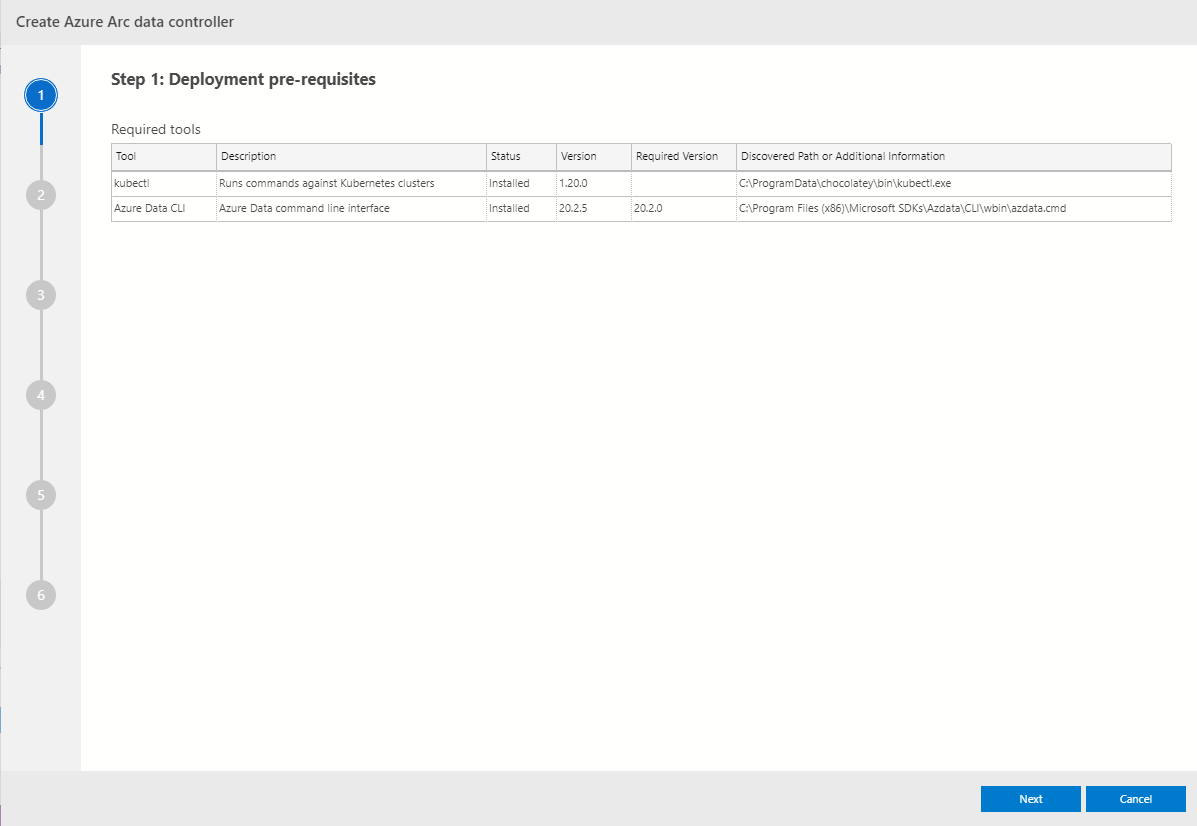 Create Azure Arc data controller
1
2
3
4
5
6
Step 1: Deployment pre-requisites
Required tools
Tool Description Status Version Required Version Discovered Path or Additional Information
kubectl Runs commands against Kubernetes clusters Installed 1.20.0 C:\ProgramData\chocolatey\bin\kubectl.exe
Azure Data CLI Azure Data command line interface Installed 20.2.5 20.2.0 C:\Program Files (x86)\Microsoft SDKs\Azdata\CLI\wbin\azdata.cmd
Next Cancel